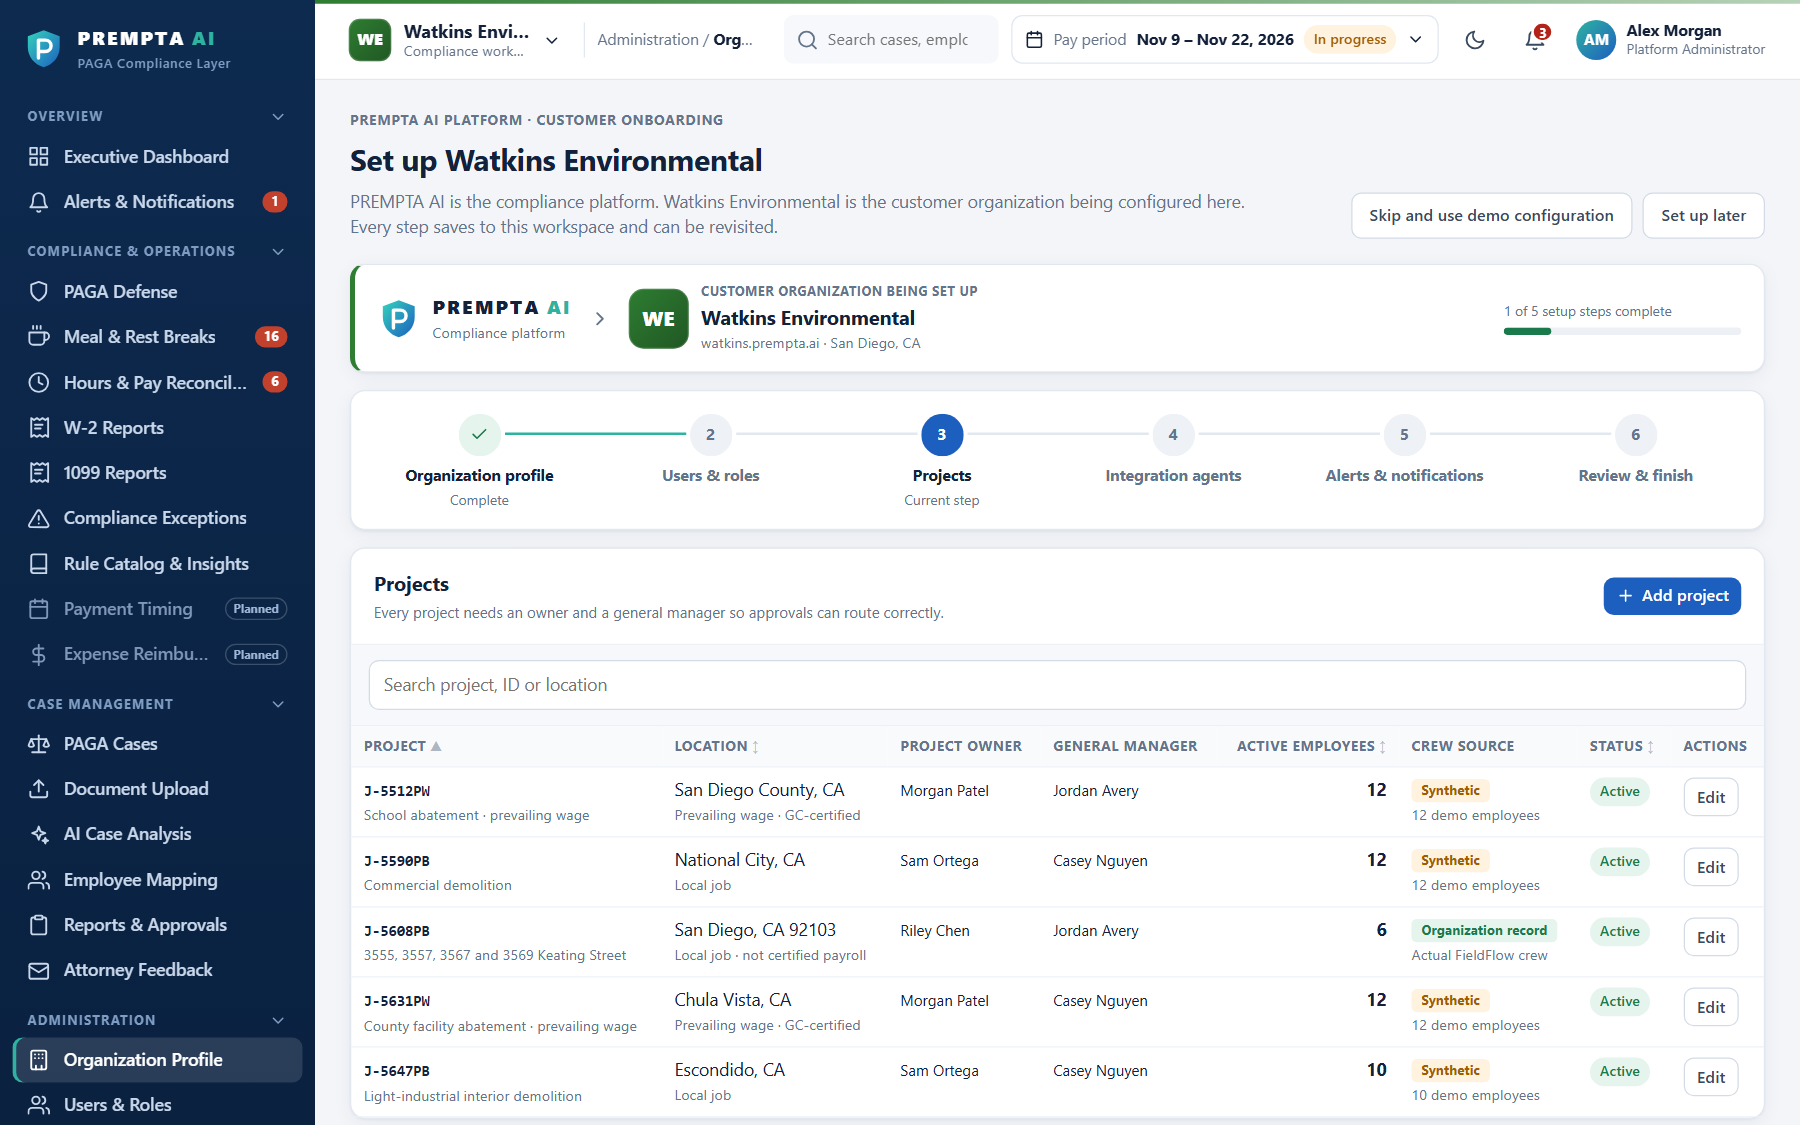 PREMPTA AI
PAGA Compliance Layer
OVERVIEW
Executive Dashboard
Alerts & Notifications 1
COMPLIANCE & OPERATIONS
PAGA Defense
Meal & Rest Breaks 16
Hours & Pay Reconcil... 6
W-2 Reports
1099 Reports
Compliance Exceptions
Rule Catalog & Insights
Payment Timing Planned
Expense Reimbu... Planned
CASE MANAGEMENT
PAGA Cases
Document Upload
AI Case Analysis
Employee Mapping
Reports & Approvals
Attorney Feedback
ADMINISTRATION
Organization Profile
Users & Roles
WE
Watkins Envi...
Compliance work...
Administration / Org...
Search cases, emplc
Pay period Nov 9 – Nov 22, 2026 In progress
3
AM
Alex Morgan
Platform Administrator
PREMPTA AI PLATFORM · CUSTOMER ONBOARDING
Set up Watkins Environmental
PREMPTA AI is the compliance platform. Watkins Environmental is the customer organization being configured here.
Every step saves to this workspace and can be revisited.
Skip and use demo configuration
Set up later
PREMPTA AI
Compliance platform
WE
CUSTOMER ORGANIZATION BEING SET UP
Watkins Environmental
watkins.prempta.ai · San Diego, CA
1 of 5 setup steps complete
2 3 4 5 6
Organization profile Users & roles Projects Integration agents Alerts & notifications Review & finish
Complete Current step
Projects
Every project needs an owner and a general manager so approvals can route correctly.
+ Add project
Search project, ID or location
PROJECT LOCATION PROJECT OWNER GENERAL MANAGER ACTIVE EMPLOYEES CREW SOURCE STATUS ACTIONS
J-5512PW San Diego County, CA Morgan Patel Jordan Avery 12 Synthetic Active Edit
School abatement · prevailing wage Prevailing wage · GC-certified 12 demo employees
J-5590PB National City, CA Sam Ortega Casey Nguyen 12 Synthetic Active Edit
Commercial demolition Local job 12 demo employees
J-5608PB San Diego, CA 92103 Riley Chen Jordan Avery 6 Organization record Active Edit
3555, 3557, 3567 and 3569 Keating Street Local job · not certified payroll Actual FieldFlow crew
J-5631PW Chula Vista, CA Morgan Patel Casey Nguyen 12 Synthetic Active Edit
County facility abatement · prevailing wage Prevailing wage · GC-certified 12 demo employees
J-5647PB Escondido, CA Sam Ortega Casey Nguyen 10 Synthetic Active Edit
Light-industrial interior demolition Local job 10 demo employees